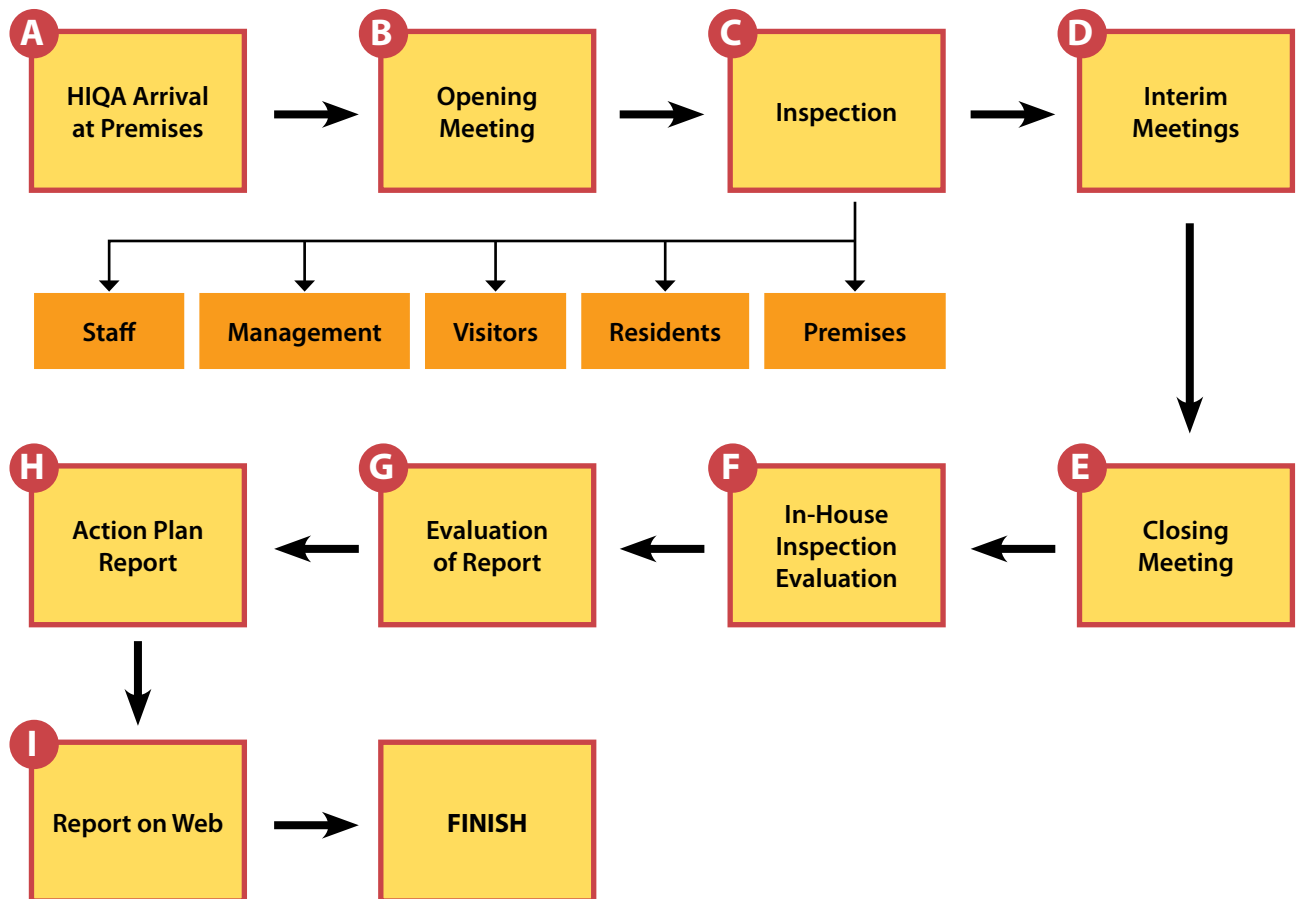 A
HIQA Arrival
at Premises
B
Opening
Meeting
C
Inspection
D
Interim
Meetings
Staff
Management
Visitors
Residents
Premises
H
Action Plan
Report
G
Evaluation
of Report
F
In-House
Inspection
Evaluation
E
Closing
Meeting
I
Report on Web
FINISH